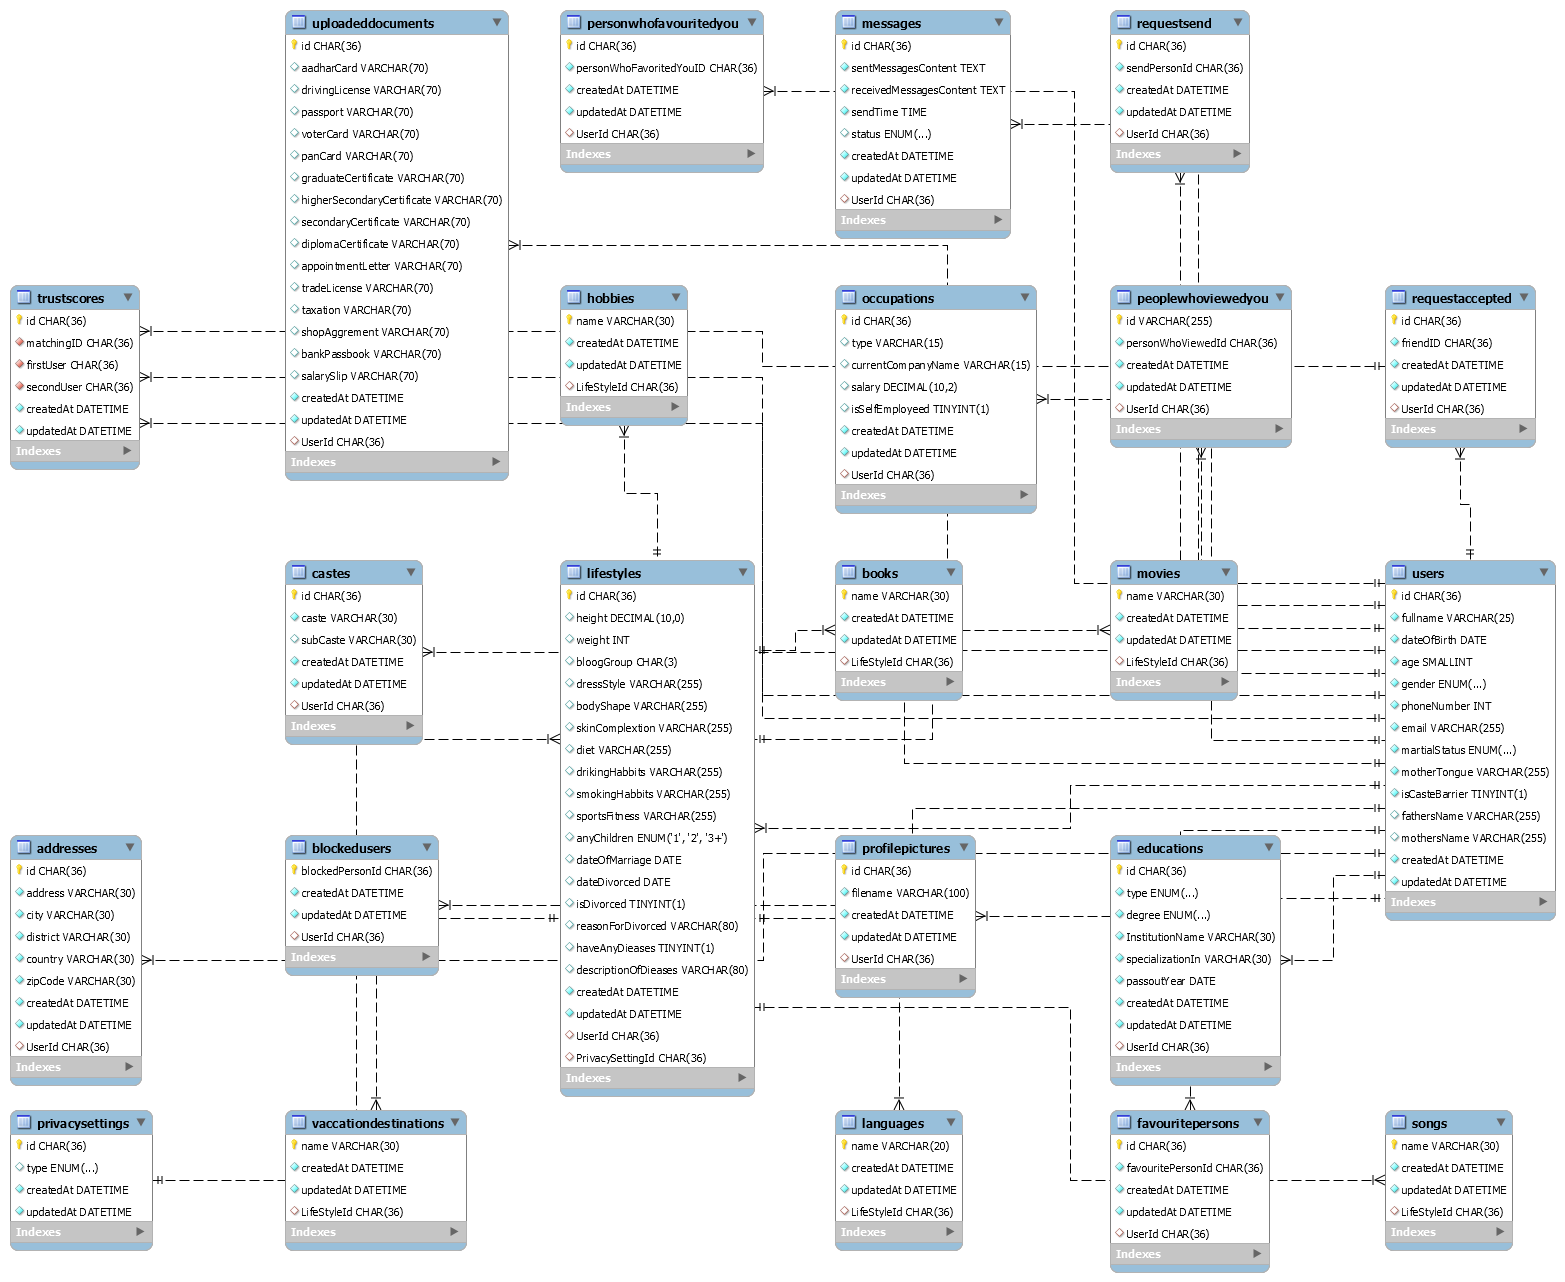 uploadeddocuments
id CHAR(36)
aadharCard VARCHAR(70)
drivingLicense VARCHAR(70)
passport VARCHAR(70)
voterCard VARCHAR(70)
panCard VARCHAR(70)
graduateCertificate VARCHAR(70)
higherSecondaryCertificate VARCHAR(70)
secondaryCertificate VARCHAR(70)
diplomaCertificate VARCHAR(70)
appointmentLetter VARCHAR(70)
tradeLicense VARCHAR(70)
taxation VARCHAR(70)
shopAggrement VARCHAR(70)
bankPassbook VARCHAR(70)
salarySlip VARCHAR(70)
createdAt DATETIME
updatedAt DATETIME
UserId CHAR(36)
Indexes
personwhofavouritedyou
id CHAR(36)
personWhoFavoritedYouID CHAR(36)
createdAt DATETIME
updatedAt DATETIME
UserId CHAR(36)
Indexes
messages
id CHAR(36)
sentMessagesContent TEXT
receivedMessagesContent TEXT
sendTime TIME
status ENUM(...)
createdAt DATETIME
updatedAt DATETIME
UserId CHAR(36)
Indexes
requestsend
id CHAR(36)
sendPersonId CHAR(36)
createdAt DATETIME
updatedAt DATETIME
UserId CHAR(36)
Indexes
trustscores
id CHAR(36)
matchingID CHAR(36)
firstUser CHAR(36)
secondUser CHAR(36)
createdAt DATETIME
updatedAt DATETIME
Indexes
hobbies
name VARCHAR(30)
createdAt DATETIME
updatedAt DATETIME
LifeStyleId CHAR(36)
Indexes
occupations
id CHAR(36)
type VARCHAR(15)
currentCompanyName VARCHAR(15)
salary DECIMAL(10,2)
isSelfEmployeed TINYINT(1)
createdAt DATETIME
updatedAt DATETIME
UserId CHAR(36)
Indexes
peoplewhoviewedyou
id VARCHAR(255)
personWhoViewedId CHAR(36)
createdAt DATETIME
updatedAt DATETIME
UserId CHAR(36)
Indexes
requestaccepted
id CHAR(36)
friendID CHAR(36)
createdAt DATETIME
updatedAt DATETIME
UserId CHAR(36)
Indexes
castes
id CHAR(36)
caste VARCHAR(30)
subCaste VARCHAR(30)
createdAt DATETIME
updatedAt DATETIME
UserId CHAR(36)
Indexes
lifestyles
id CHAR(36)
height DECIMAL(10,0)
weight INT
bloogGroup CHAR(3)
dressStyle VARCHAR(255)
bodyShape VARCHAR(255)
skinComplextion VARCHAR(255)
diet VARCHAR(255)
drikingHabbits VARCHAR(255)
smokingHabbits VARCHAR(255)
sportsFitness VARCHAR(255)
anyChildren ENUM('1', '2', '3+')
dateOfMarriage DATE
dateDivorced DATE
isDivorced TINYINT(1)
reasonForDivorced VARCHAR(80)
haveAnyDieases TINYINT(1)
descriptionOfDieases VARCHAR(80)
createdAt DATETIME
updatedAt DATETIME
UserId CHAR(36)
PrivacySettingId CHAR(36)
Indexes
books
name VARCHAR(30)
createdAt DATETIME
updatedAt DATETIME
LifeStyleId CHAR(36)
Indexes
movies
name VARCHAR(30)
createdAt DATETIME
updatedAt DATETIME
LifeStyleId CHAR(36)
Indexes
users
id CHAR(36)
fullname VARCHAR(25)
dateOfBirth DATE
age SMALLINT
gender ENUM(...)
phoneNumber INT
email VARCHAR(255)
martialStatus ENUM(...)
motherTongue VARCHAR(255)
isCasteBarrier TINYINT(1)
fathersName VARCHAR(255)
mothersName VARCHAR(255)
createdAt DATETIME
updatedAt DATETIME
Indexes
addresses
id CHAR(36)
address VARCHAR(30)
city VARCHAR(30)
district VARCHAR(30)
country VARCHAR(30)
zipCode VARCHAR(30)
createdAt DATETIME
updatedAt DATETIME
UserId CHAR(36)
Indexes
blockedusers
blockedPersonId CHAR(36)
createdAt DATETIME
updatedAt DATETIME
UserId CHAR(36)
Indexes
profilepictures
id CHAR(36)
filename VARCHAR(100)
createdAt DATETIME
updatedAt DATETIME
UserId CHAR(36)
Indexes
educations
id CHAR(36)
type ENUM(...)
degree ENUM(...)
InstitutionName VARCHAR(30)
specializationIn VARCHAR(30)
passoutYear DATE
createdAt DATETIME
updatedAt DATETIME
UserId CHAR(36)
Indexes
privacysettings
id CHAR(36)
type ENUM(...)
createdAt DATETIME
updatedAt DATETIME
Indexes
vaccationdestinations
name VARCHAR(30)
createdAt DATETIME
updatedAt DATETIME
LifeStyleId CHAR(36)
Indexes
languages
name VARCHAR(20)
createdAt DATETIME
updatedAt DATETIME
LifeStyleId CHAR(36)
Indexes
favouritepersons
id CHAR(36)
favouritePersonId CHAR(36)
createdAt DATETIME
updatedAt DATETIME
UserId CHAR(36)
Indexes
songs
name VARCHAR(30)
createdAt DATETIME
updatedAt DATETIME
LifeStyleId CHAR(36)
Indexes